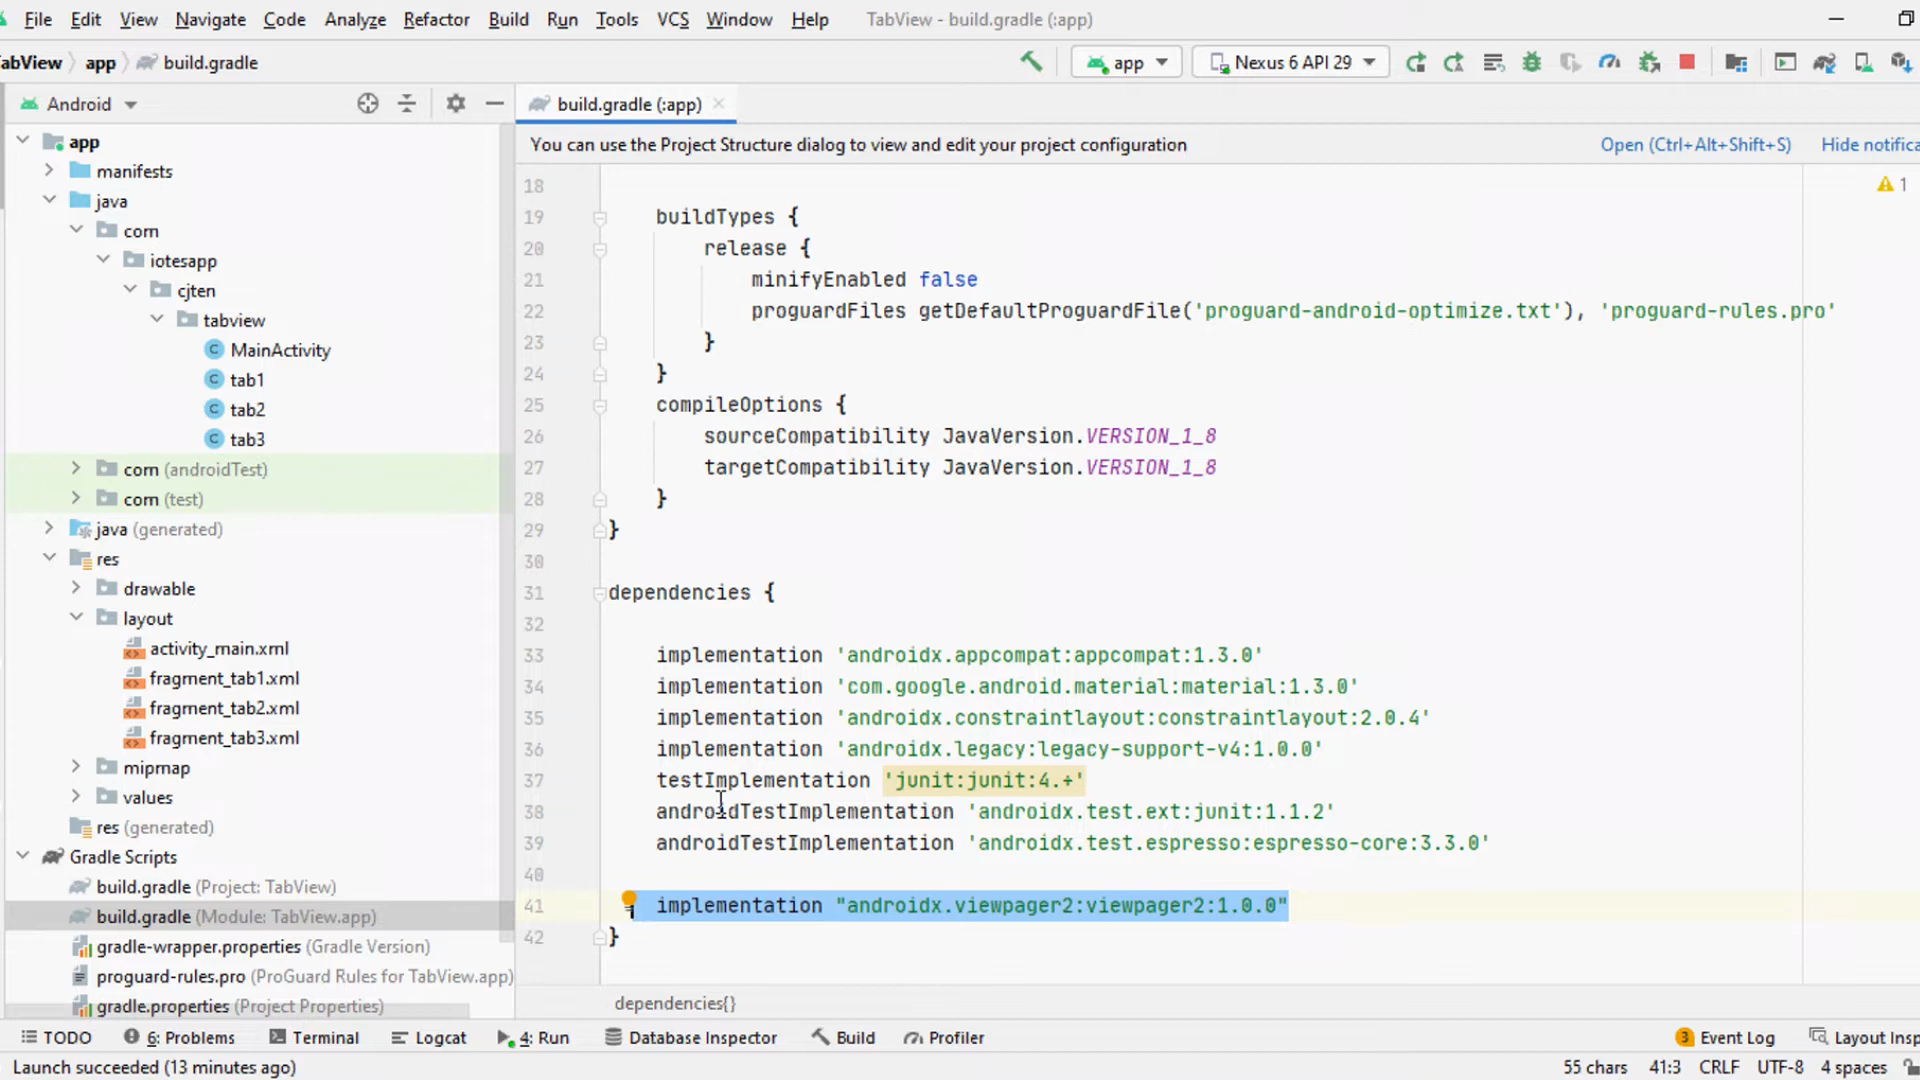 File Edit View Navigate Code Analyze Refactor Build Run Tools VCS Window Help TabView - build.gradle (:app)
TabView app build.gradle app Nexus 6 API 29
Android build.gradle (:app)
You can use the Project Structure dialog to view and edit your project configuration Open (Ctrl+Alt+Shift+S) Hide notifica
app
manifests
java
com
iotesapp
cjten
tabview
MainActivity
tab1
tab2
tab3
com (androidTest)
com (test)
java (generated)
res
drawable
layout
activity_main.xml
fragment_tab1.xml
fragment_tab2.xml
fragment_tab3.xml
mipmap
values
res (generated)
Gradle Scripts
build.gradle (Project: TabView)
build.gradle (Module: TabView.app)
gradle-wrapper.properties (Gradle Version)
proguard-rules.pro (ProGuard Rules for TabView.app)
gradle.properties (Project Properties)
1
18
19 buildTypes {
20 release {
21 minifyEnabled false
22 proguardFiles getDefaultProguardFile('proguard-android-optimize.txt'), 'proguard-rules.pro'
23 }
24 }
25 compileOptions {
26 sourceCompatibility JavaVersion.VERSION_1_8
27 targetCompatibility JavaVersion.VERSION_1_8
28 }
29 }
30
31 dependencies {
32
33 implementation 'androidx.appcompat:appcompat:1.3.0'
34 implementation 'com.google.android.material:material:1.3.0'
35 implementation 'androidx.constraintlayout:constraintlayout:2.0.4'
36 implementation 'androidx.legacy:legacy-support-v4:1.0.0'
37 testImplementation 'junit:junit:4.+'
38 androidTestImplementation 'androidx.test.ext:junit:1.1.2'
39 androidTestImplementation 'androidx.test.espresso:espresso-core:3.3.0'
40
41 implementation "androidx.viewpager2:viewpager2:1.0.0"
42 }
dependencies{}
TODO 6: Problems Terminal Logcat 4: Run Database Inspector Build Profiler 3 Event Log Layout Insp
Launch succeeded (13 minutes ago) 55 chars 41:3 CRLF UTF-8 4 spaces